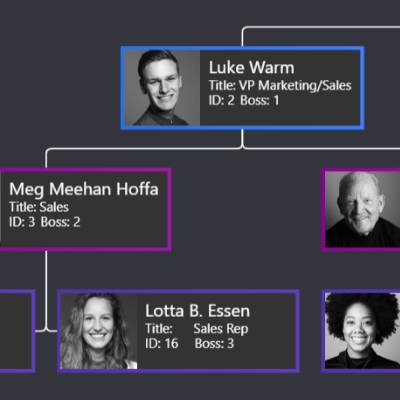 Luke Warm
Title: VP Marketing/Sales
ID: 2 Boss: 1
Meg Meehan Hoffa
Title: Sales
ID: 3 Boss: 2
Lotta B. Essen
Title: Sales Rep
ID: 16 Boss: 3